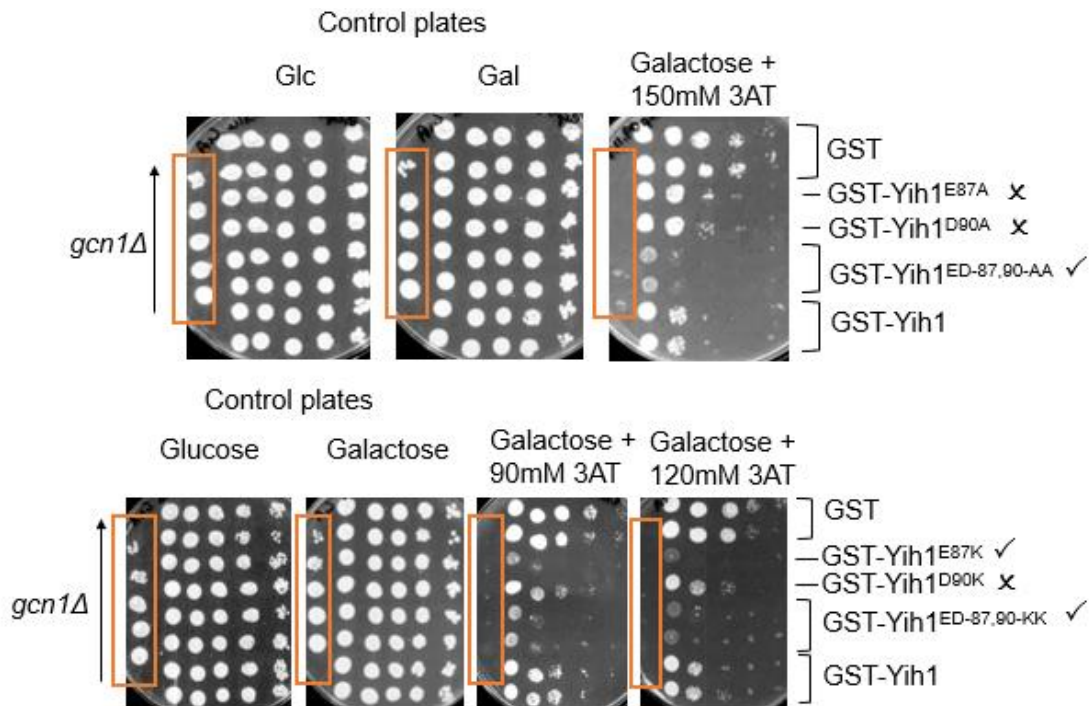 Control plates
Glc
Gal
Galactose +
150mM 3AT
GST
GST-Yih1E87A x
GST-Yih1D90A x
gcn1Δ
GST-Yih1ED-87,90-AA ✓
GST-Yih1
Control plates
Glucose
Galactose
Galactose +
90mM 3AT
Galactose +
120mM 3AT
GST
GST-Yih1E87K ✓
GST-Yih1D90K x
gcn1Δ
GST-Yih1ED-87,90-KK ✓
GST-Yih1